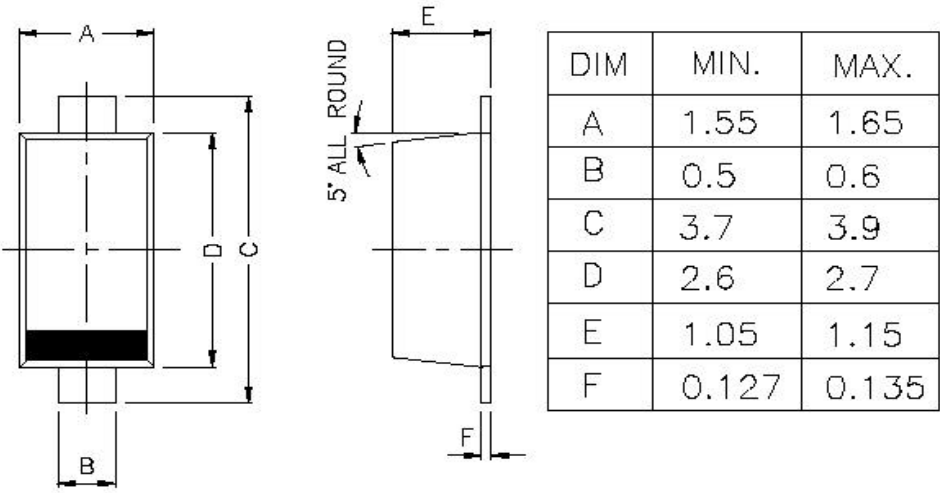 A
D
C
B
E
5° ALL ROUND
F
DIM MIN. MAX.
A 1.55 1.65
B 0.5 0.6
C 3.7 3.9
D 2.6 2.7
E 1.05 1.15
F 0.127 0.135